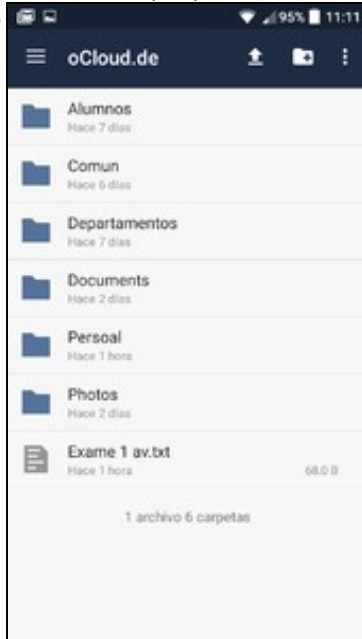 95% 11:11
oCloud.de
Alumnos
Hace 7 días
Comun
Hace 6 días
Departamentos
Hace 7 días
Documents
Hace 2 días
Persoal
Hace 1 hora
Photos
Hace 2 días
Exame 1 av.txt
Hace 1 hora 68.0 B
1 archivo 6 carpetas